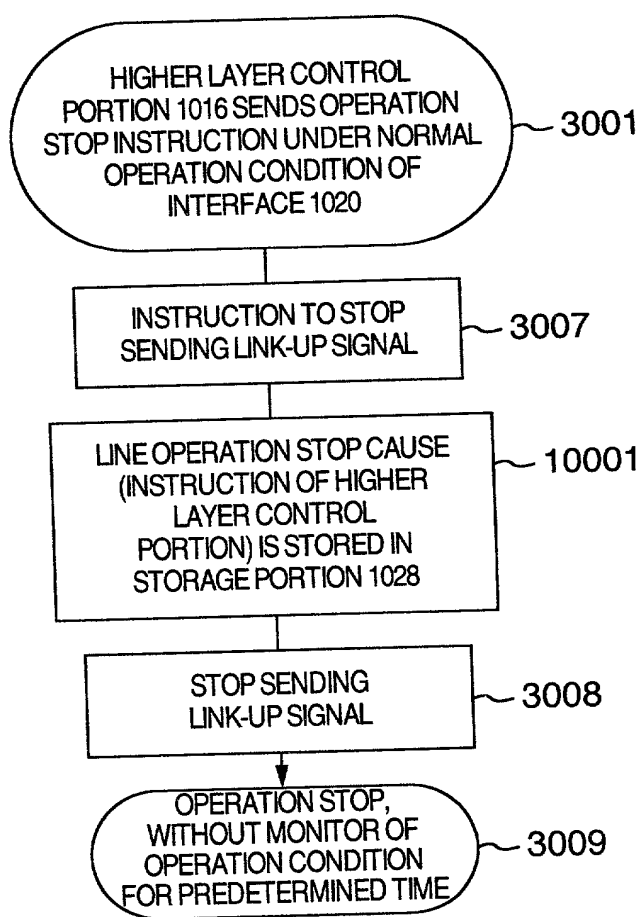 HIGHER LAYER CONTROL
PORTION 1016 SENDS OPERATION
STOP INSTRUCTION UNDER NORMAL
OPERATION CONDITION OF
INTERFACE 1020
3001
INSTRUCTION TO STOP
SENDING LINK-UP SIGNAL
3007
LINE OPERATION STOP CAUSE
(INSTRUCTION OF HIGHER
LAYER CONTROL
PORTION) IS STORED IN
STORAGE PORTION 1028
10001
STOP SENDING
LINK-UP SIGNAL
3008
OPERATION STOP,
WITHOUT MONITOR OF
OPERATION CONDITION
FOR PREDETERMINED TIME
3009